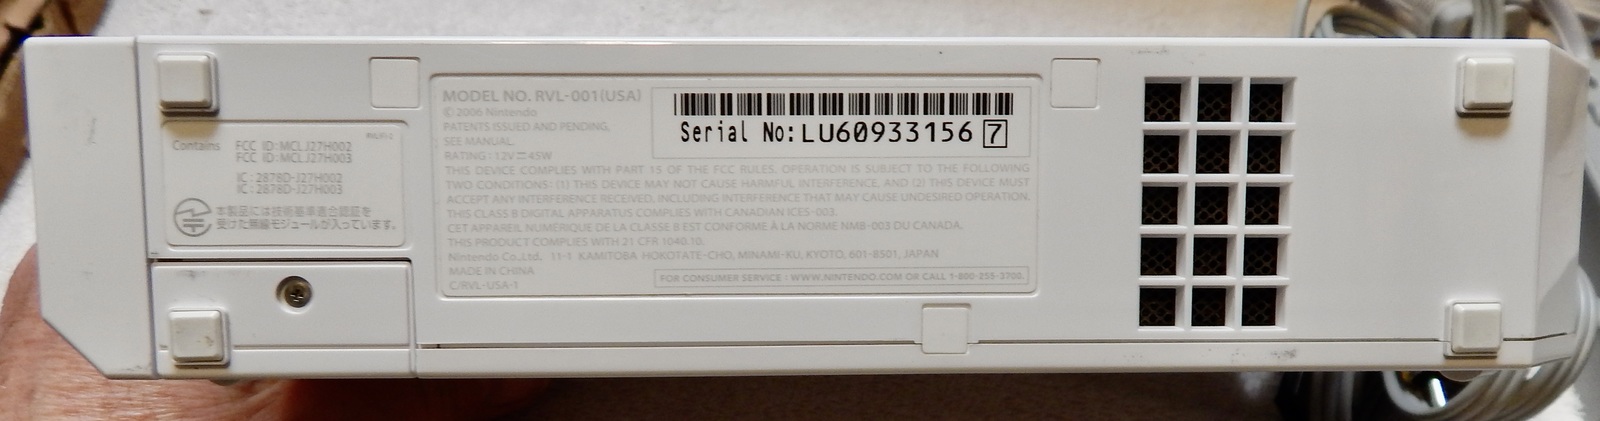 RVL-USA-1
Contains FCC ID:MCLJ27H002
FCC ID:MCLJ27H003
IC:2878D-J27H002
IC:2878D-J27H003
本製品には技術基準適合認証を
受けた無線モジュールが入っています。
MODEL NO. RVL-001(USA)
©2006 Nintendo
PATENTS ISSUED AND PENDING,
SEE MANUAL.
RATING: 12V⎓45W
Serial No:LU60933156 7
THIS DEVICE COMPLIES WITH PART 15 OF THE FCC RULES. OPERATION IS SUBJECT TO THE FOLLOWING
TWO CONDITIONS: (1) THIS DEVICE MAY NOT CAUSE HARMFUL INTERFERENCE, AND (2) THIS DEVICE MUST
ACCEPT ANY INTERFERENCE RECEIVED, INCLUDING INTERFERENCE THAT MAY CAUSE UNDESIRED OPERATION.
THIS CLASS B DIGITAL APPARATUS COMPLIES WITH CANADIAN ICES-003.
CET APPAREIL NUMÉRIQUE DE LA CLASSE B EST CONFORME À LA NORME NMB-003 DU CANADA.
THIS PRODUCT COMPLIES WITH 21 CFR 1040.10.
Nintendo Co.,Ltd. 11-1 KAMITOBA HOKOTATE-CHO, MINAMI-KU, KYOTO, 601-8501, JAPAN
MADE IN CHINA
C/RVL-USA-1
FOR CONSUMER SERVICE : WWW.NINTENDO.COM OR CALL 1-800-255-3700.